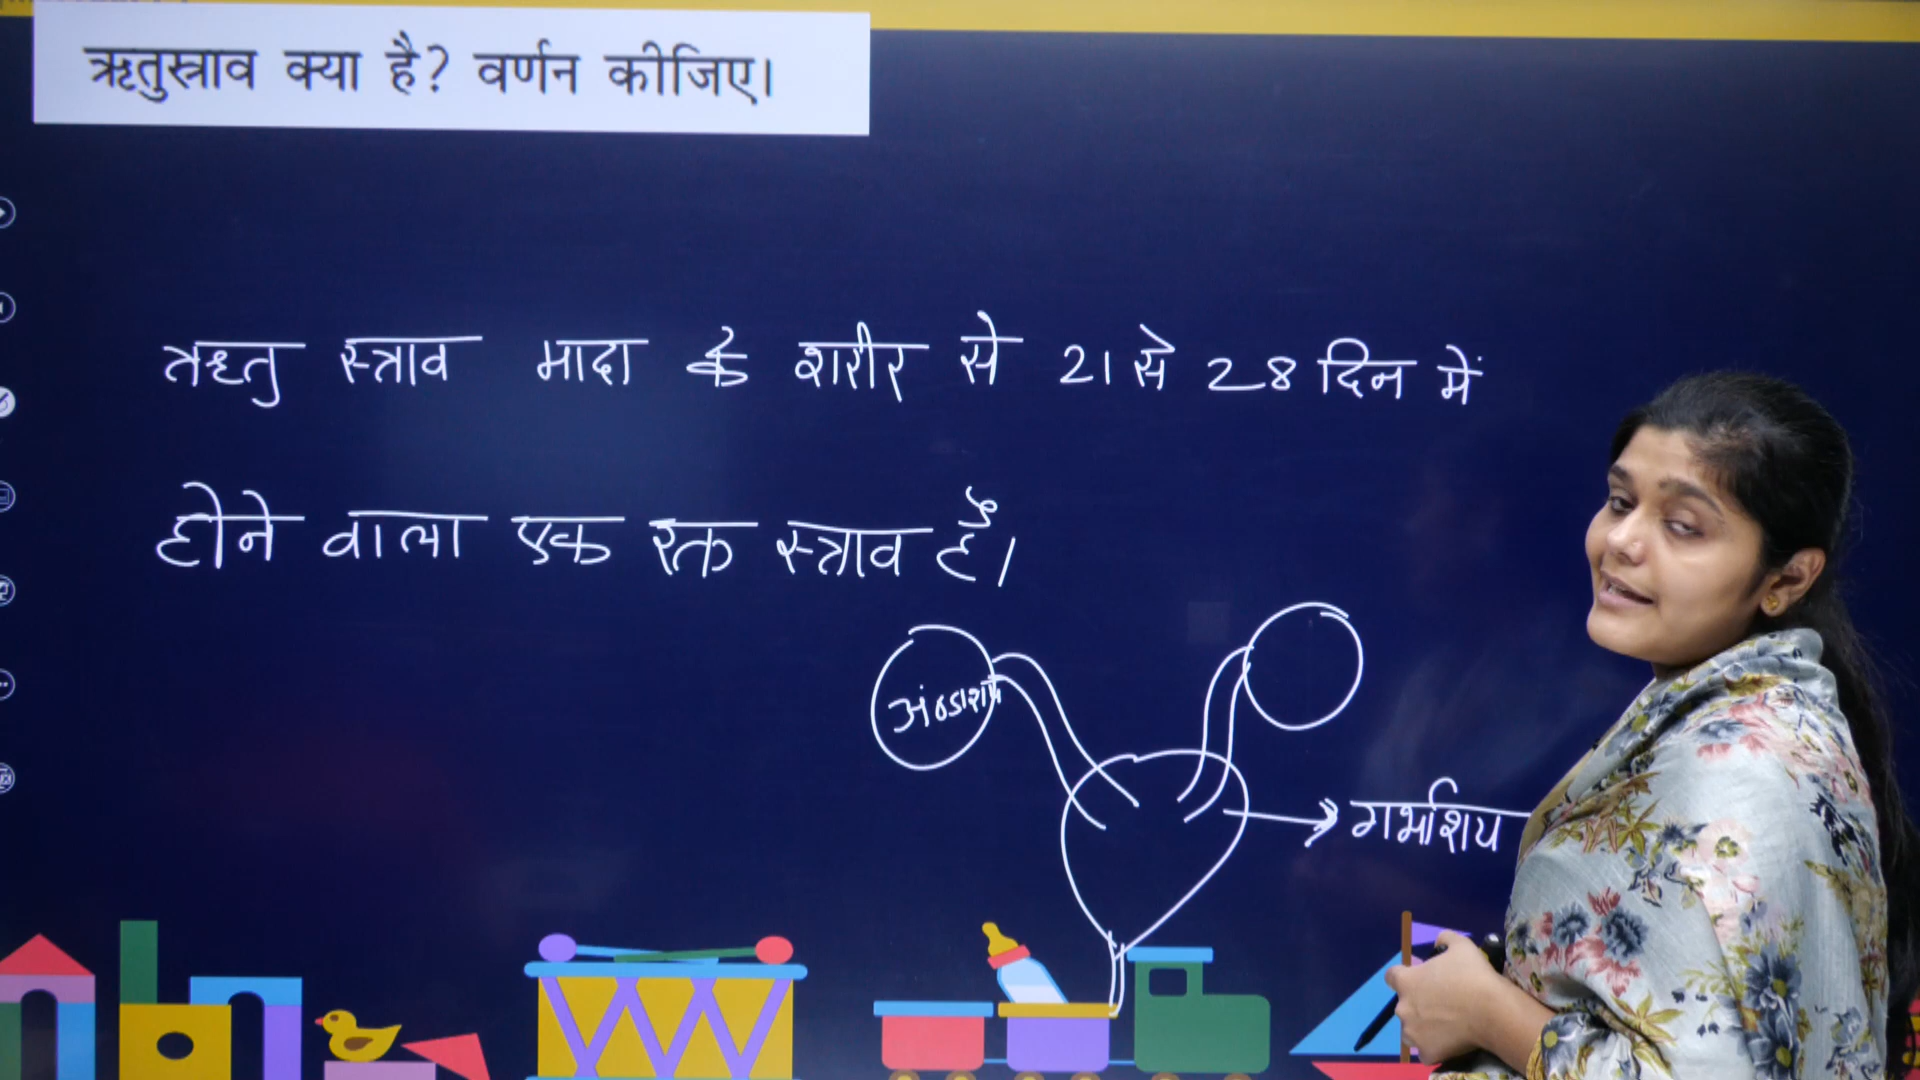 ऋतुस्राव क्या है? वर्णन कीजिए।
ऋतु स्त्राव मादा के शरीर से 21 से 28 दिन में
होने वाला एक रक्त स्त्राव है।
अंण्डाशय
गर्भाशय